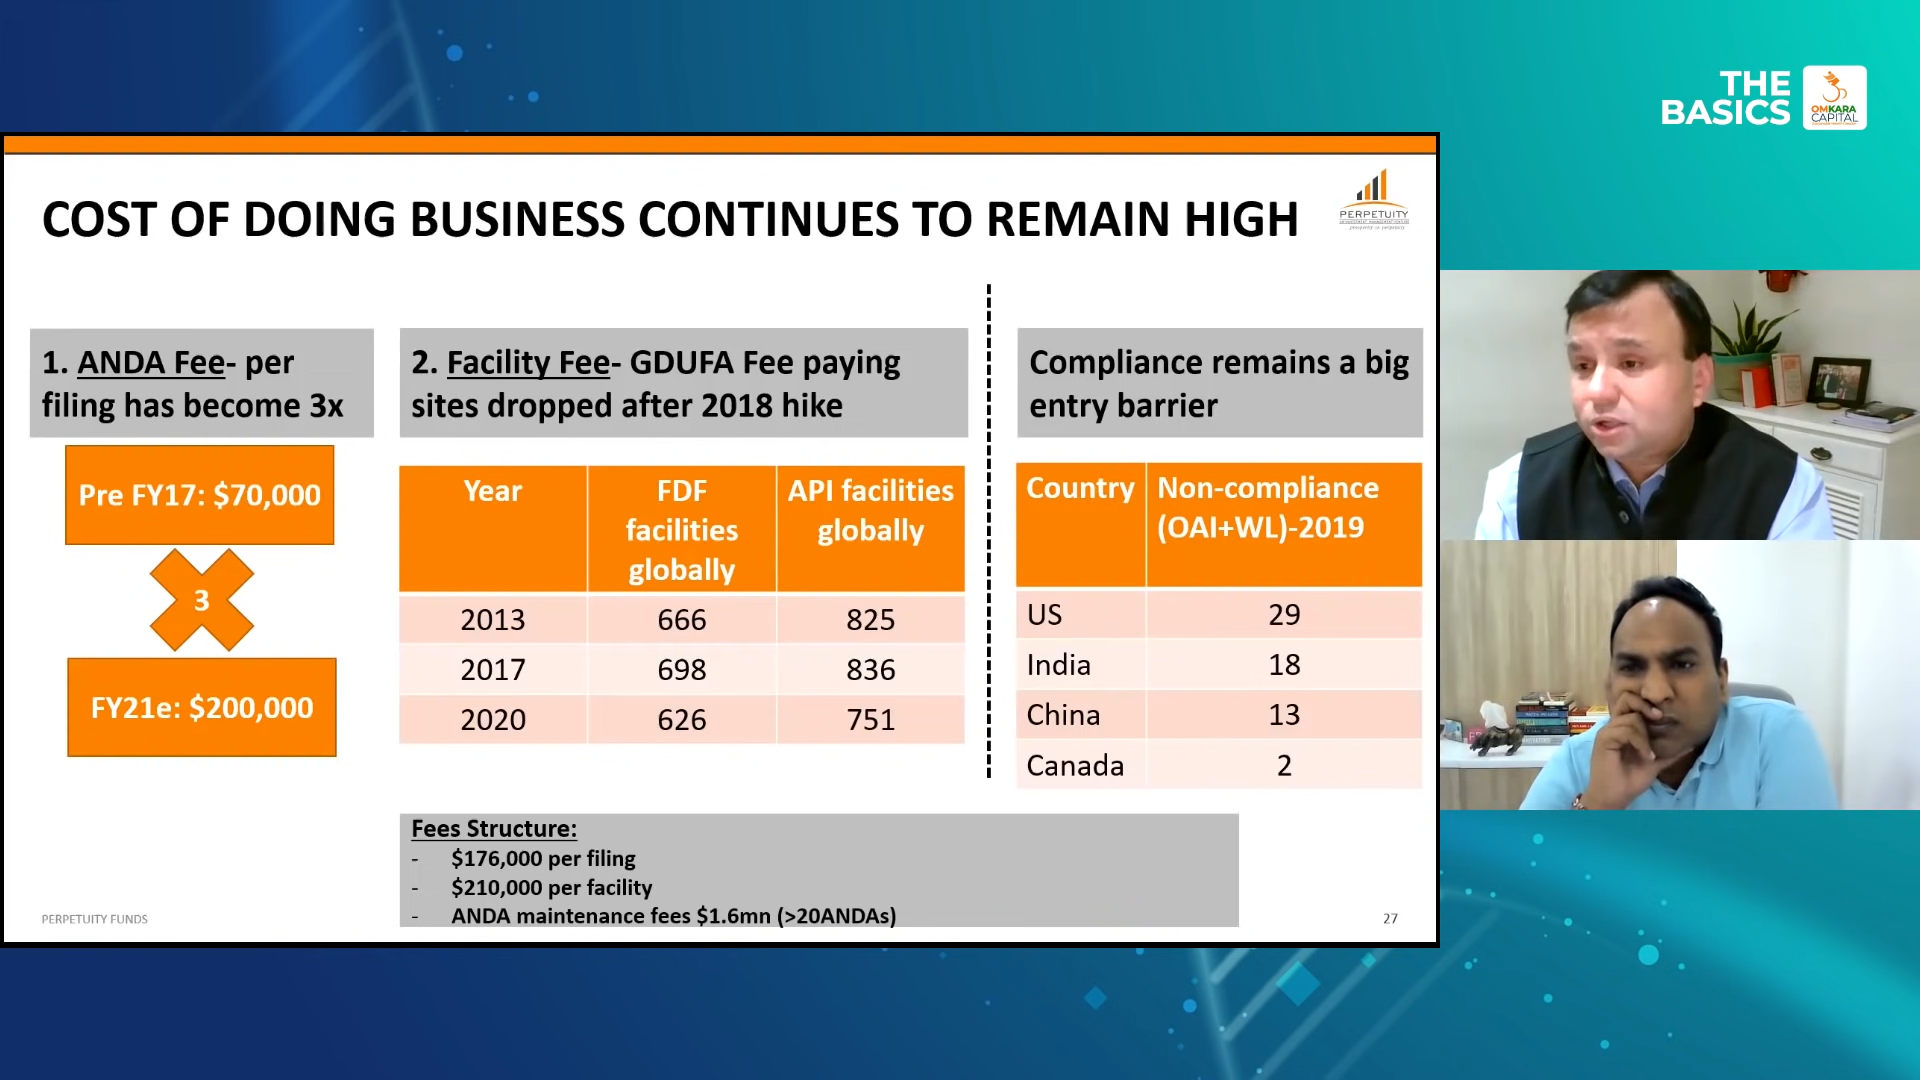 THE
BASICS
OMKARA
CAPITAL
COST OF DOING BUSINESS CONTINUES TO REMAIN HIGH
PERPETUITY
1. ANDA Fee- per
filing has become 3x
Pre FY17: $70,000
3
FY21e: $200,000
2. Facility Fee- GDUFA Fee paying
sites dropped after 2018 hike
Year FDF facilities globally API facilities globally
2013 666 825
2017 698 836
2020 626 751
Compliance remains a big
entry barrier
Country Non-compliance (OAI+WL)-2019
US 29
India 18
China 13
Canada 2
Fees Structure:
- $176,000 per filing
- $210,000 per facility
- ANDA maintenance fees $1.6mn (>20ANDAs)
PERPETUITY FUNDS
27